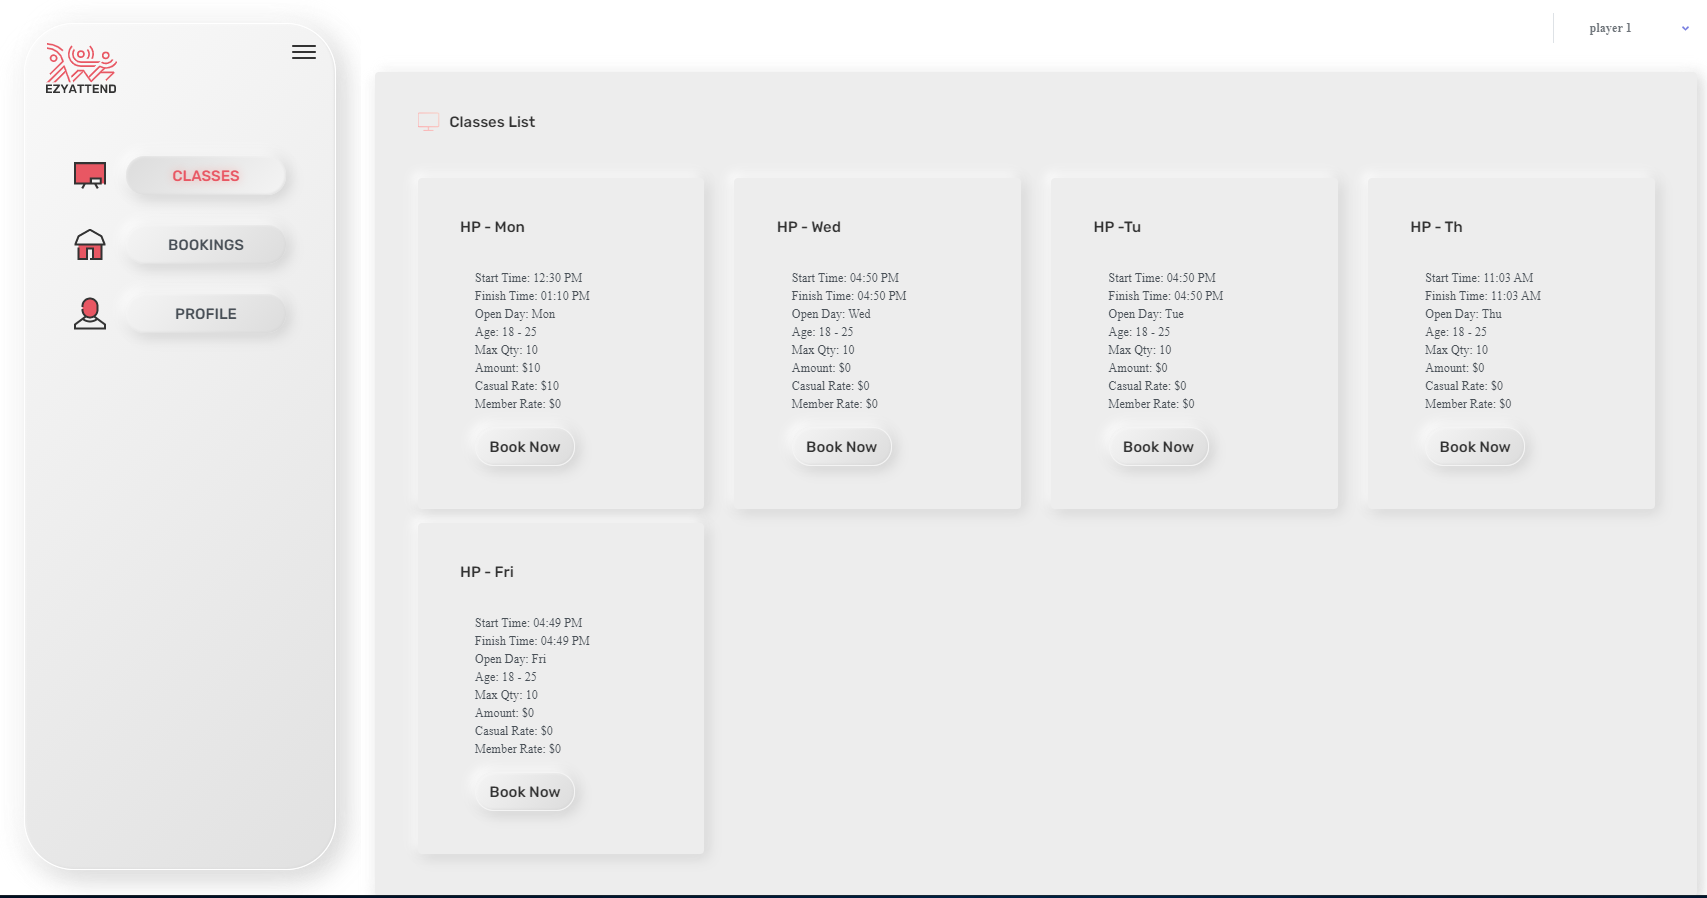 player 1
EZYATTEND
CLASSES
BOOKINGS
PROFILE
Classes List
HP - Mon
Start Time: 12:30 PM
Finish Time: 01:10 PM
Open Day: Mon
Age: 18 - 25
Max Qty: 10
Amount: $10
Casual Rate: $10
Member Rate: $0
Book Now
HP - Wed
Start Time: 04:50 PM
Finish Time: 04:50 PM
Open Day: Wed
Age: 18 - 25
Max Qty: 10
Amount: $0
Casual Rate: $0
Member Rate: $0
Book Now
HP -Tu
Start Time: 04:50 PM
Finish Time: 04:50 PM
Open Day: Tue
Age: 18 - 25
Max Qty: 10
Amount: $0
Casual Rate: $0
Member Rate: $0
Book Now
HP - Th
Start Time: 11:03 AM
Finish Time: 11:03 AM
Open Day: Thu
Age: 18 - 25
Max Qty: 10
Amount: $0
Casual Rate: $0
Member Rate: $0
Book Now
HP - Fri
Start Time: 04:49 PM
Finish Time: 04:49 PM
Open Day: Fri
Age: 18 - 25
Max Qty: 10
Amount: $0
Casual Rate: $0
Member Rate: $0
Book Now